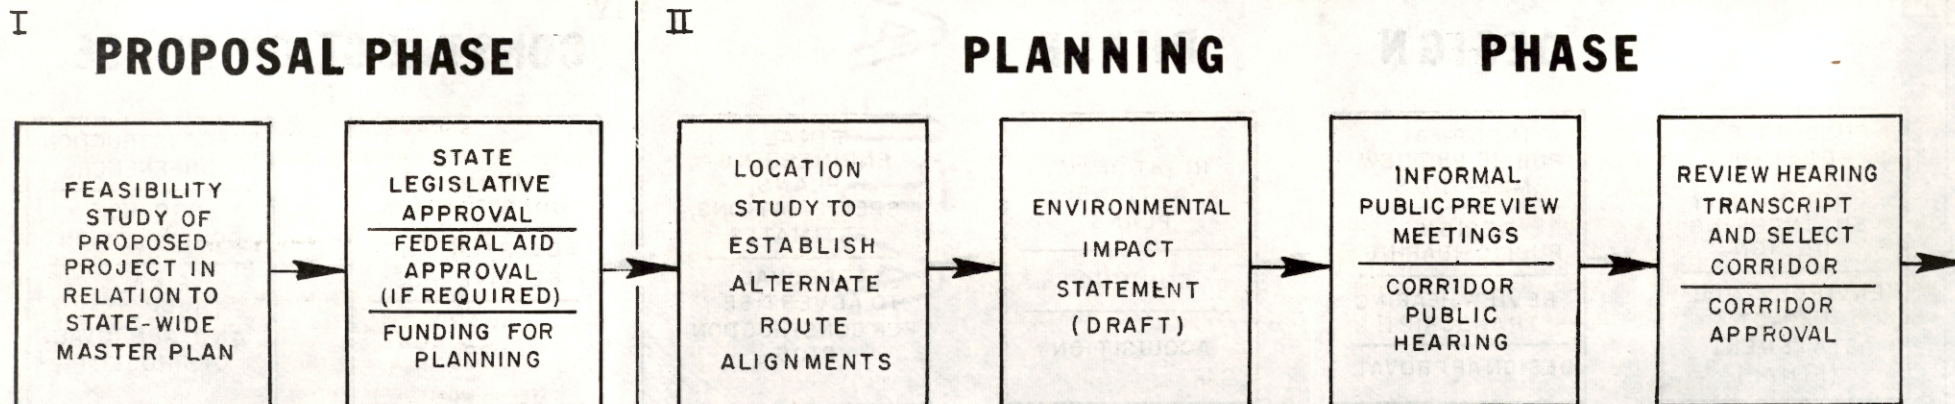 I
PROPOSAL PHASE
II
PLANNING PHASE
FEASIBILITY
STUDY OF
PROPOSED
PROJECT IN
RELATION TO
STATE-WIDE
MASTER PLAN
STATE
LEGISLATIVE
APPROVAL
FEDERAL AID
APPROVAL
(IF REQUIRED)
FUNDING FOR
PLANNING
LOCATION
STUDY TO
ESTABLISH
ALTERNATE
ROUTE
ALIGNMENTS
ENVIRONMENTAL
IMPACT
STATEMENT
(DRAFT)
INFORMAL
PUBLIC PREVIEW
MEETINGS
CORRIDOR
PUBLIC
HEARING
REVIEW HEARING
TRANSCRIPT
AND SELECT
CORRIDOR
CORRIDOR
APPROVAL